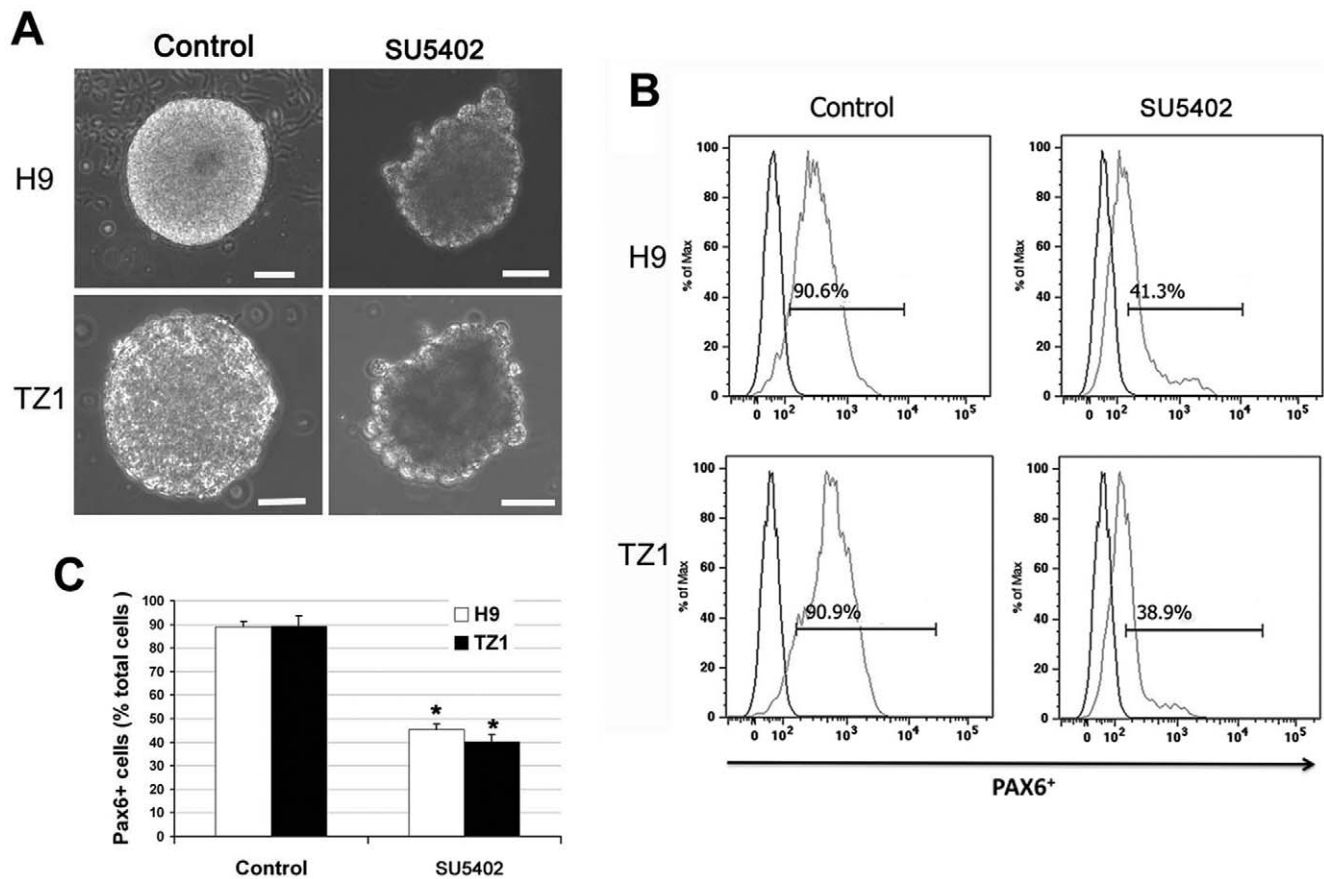 A
Control
SU5402
H9
TZ1
B
Control
SU5402
H9
% of Max
100
80
60
40
20
0
90.6%
0 10² 10³ 10⁴ 10⁵
% of Max
100
80
60
40
20
0
41.3%
0 10² 10³ 10⁴ 10⁵
TZ1
% of Max
100
80
60
40
20
0
90.9%
0 10² 10³ 10⁴ 10⁵
% of Max
100
80
60
40
20
0
38.9%
0 10² 10³ 10⁴ 10⁵
PAX6⁺
C
Pax6+ cells (% total cells )
100
90
80
70
60
50
40
30
20
10
0
H9
TZ1
*
*
Control
SU5402